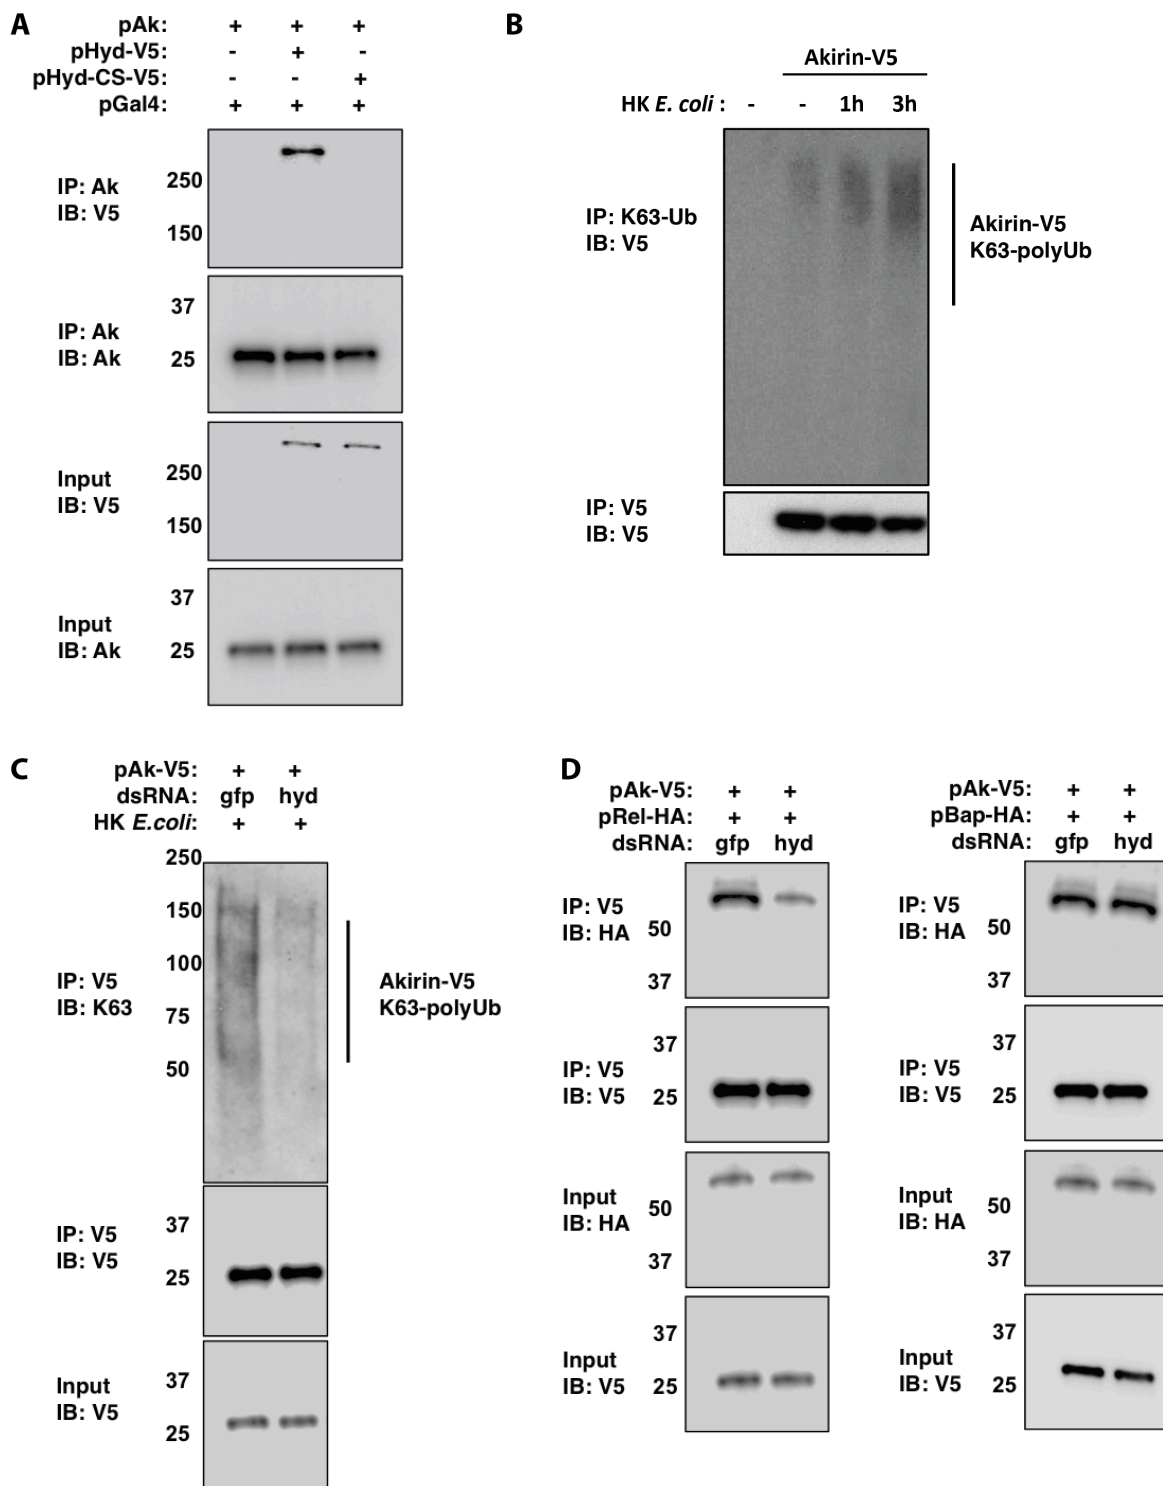 A
pAk: + + +
pHyd-V5: - + -
pHyd-CS-V5: - - +
pGal4: + + +
IP: Ak
IB: V5
250
150
IP: Ak
IB: Ak
37
25
Input
IB: V5
250
150
Input
IB: Ak
37
25
B
Akirin-V5
HK E. coli : - - 1h 3h
IP: K63-Ub
IB: V5
Akirin-V5
K63-polyUb
IP: V5
IB: V5
C
pAk-V5: + +
dsRNA: gfp hyd
HK E.coli: + +
250
150
100
75
50
IP: V5
IB: K63
Akirin-V5
K63-polyUb
IP: V5
IB: V5
37
25
Input
IB: V5
37
25
D
pAk-V5: + +
pRel-HA: + +
dsRNA: gfp hyd
IP: V5
IB: HA
50
37
IP: V5
IB: V5
37
25
Input
IB: HA
50
37
Input
IB: V5
37
25
pAk-V5: + +
pBap-HA: + +
dsRNA: gfp hyd
IP: V5
IB: HA
50
37
IP: V5
IB: V5
37
25
Input
IB: HA
50
37
Input
IB: V5
37
25